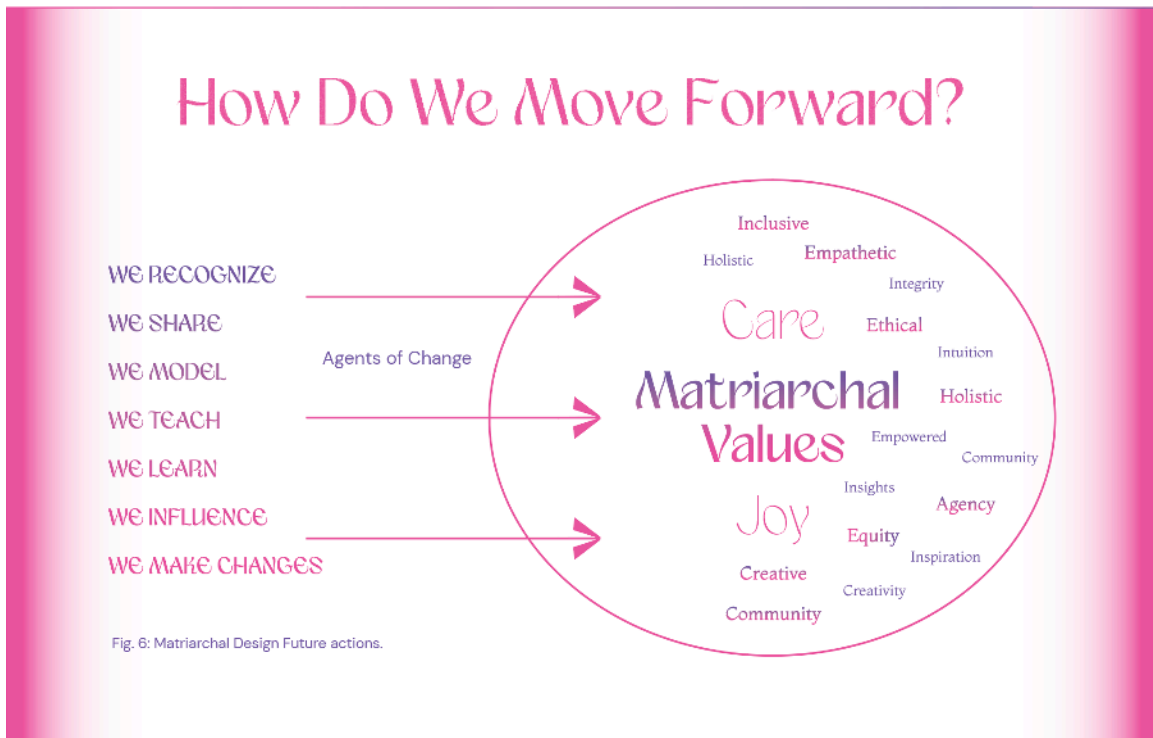 How Do We Move Forward?
WE RECOGNIZE
WE SHARE
WE MODEL
WE TEACH
WE LEARN
WE INFLUENCE
WE MAKE CHANGES
Agents of Change
Inclusive
Holistic
Empathetic
Integrity
Care
Ethical
Intuition
Matriarchal
Values
Holistic
Empowered
Community
Insights
Joy
Agency
Equity
Inspiration
Creative
Creativity
Community
Fig. 6: Matriarchal Design Future actions.